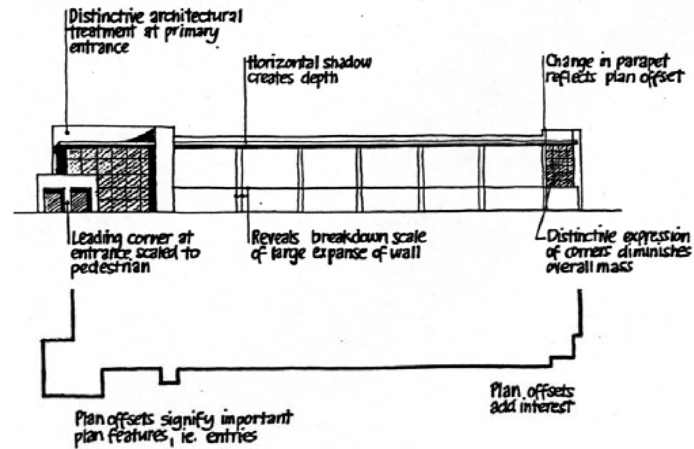 Distinctive architectural
treatment at primary
entrance
Horizontal shadow
creates depth
Change in parapet
reflects plan offset
Leading corner at
entrance scaled to
pedestrian
Reveals breakdown scale
of large expanse of wall
Distinctive expression
of corners diminishes
overall mass
Plan offsets signify important
plan features, ie. entries
Plan offsets
add interest